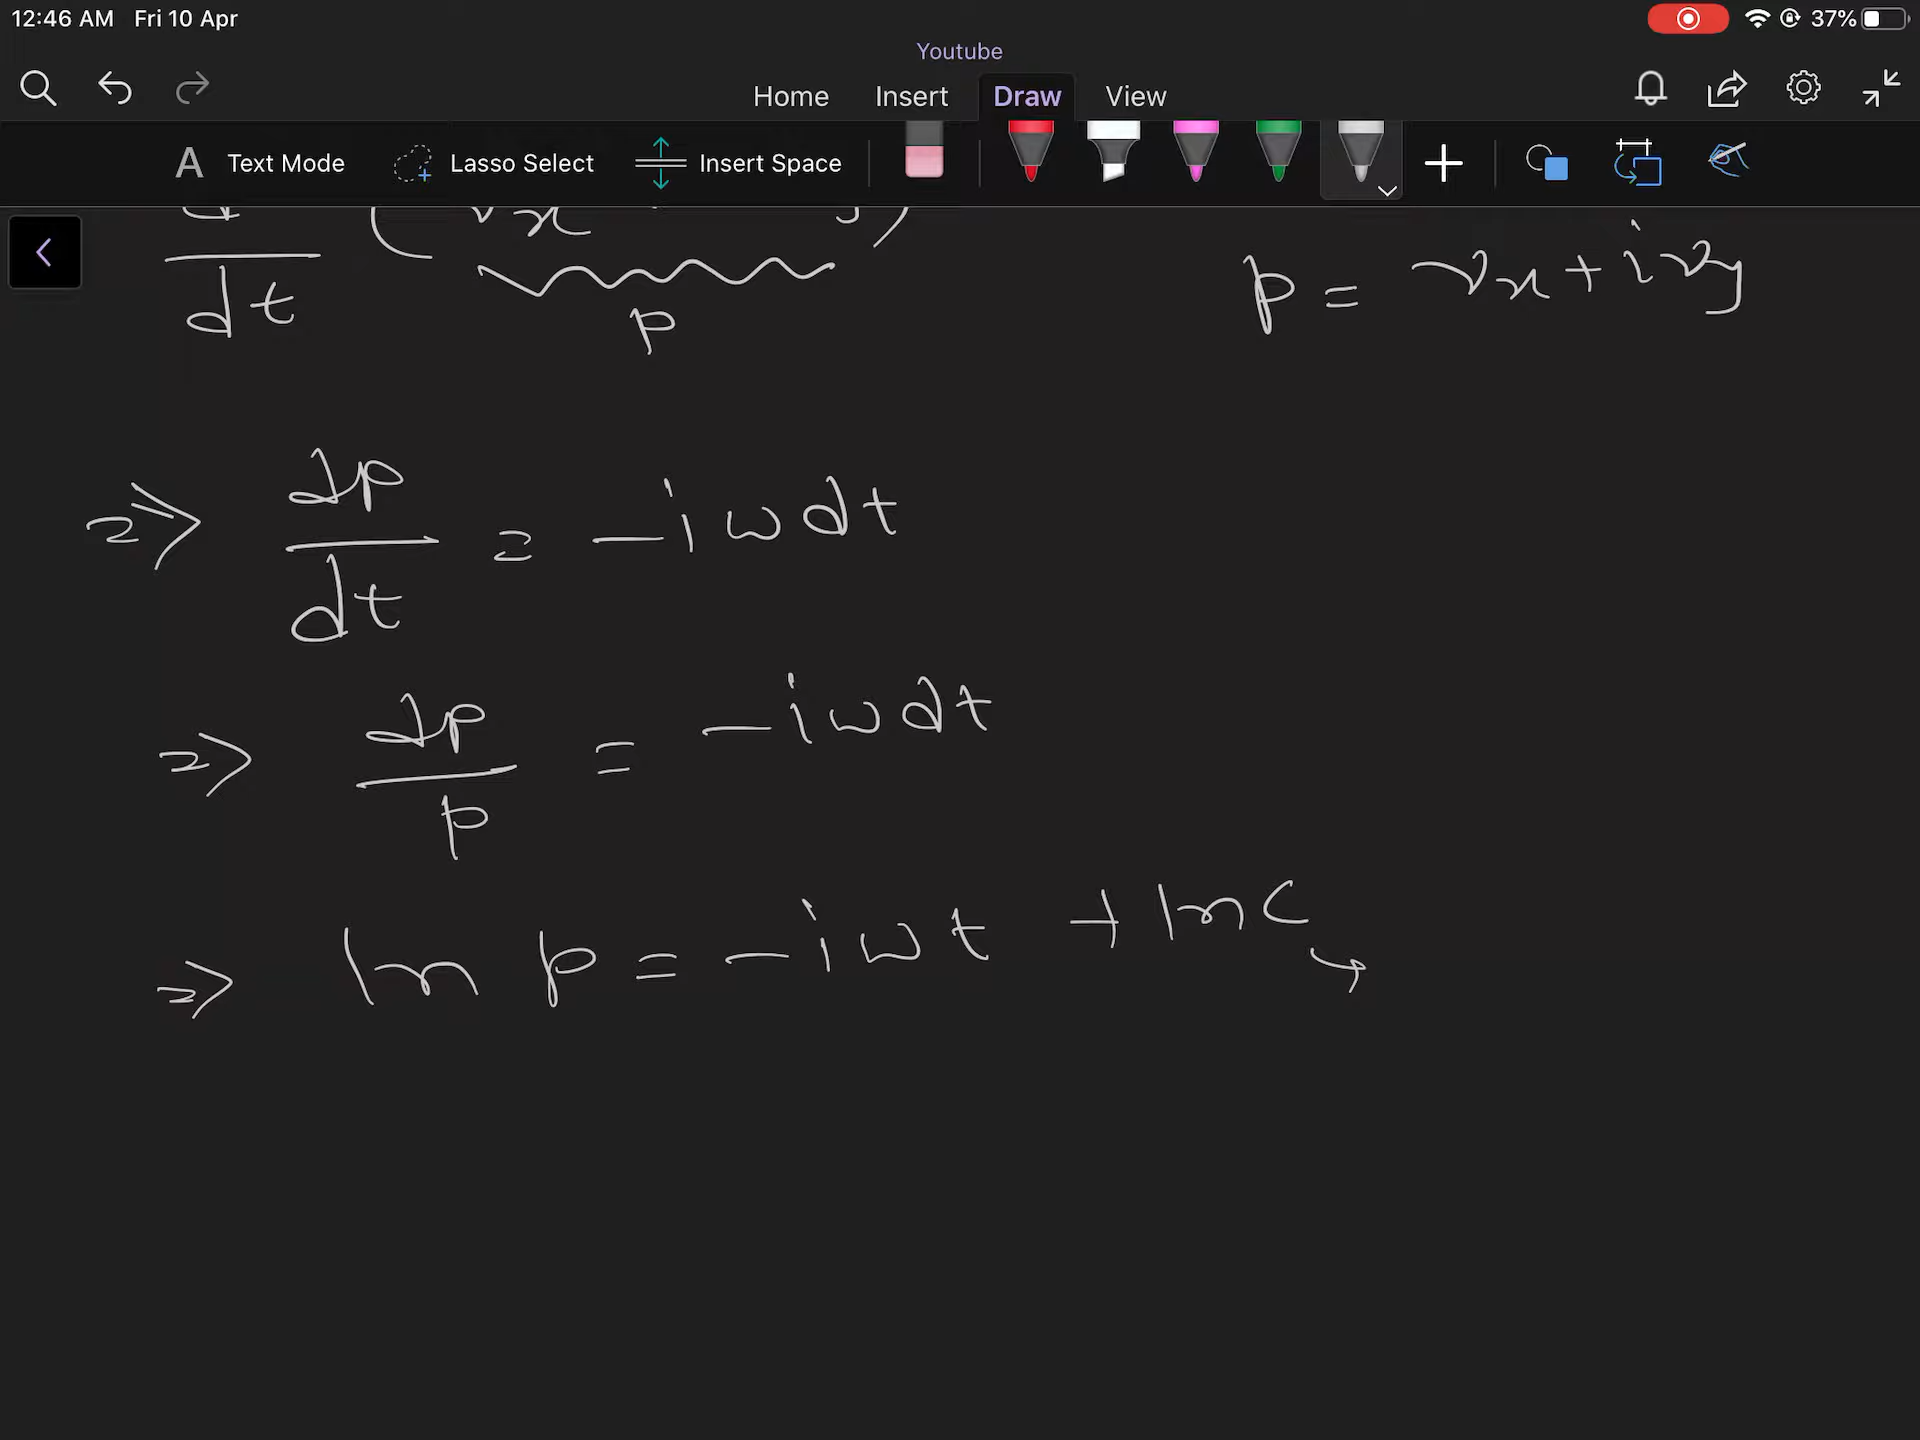 12:46 AM Fri 10 Apr 37%
Youtube
Home Insert Draw View
A Text Mode Lasso Select Insert Space
dt p
p = vx + ivy
⇒ dp/dt = -iωdt
⇒ dp/p = -iωdt
⇒ ln p = -iωt + ln c